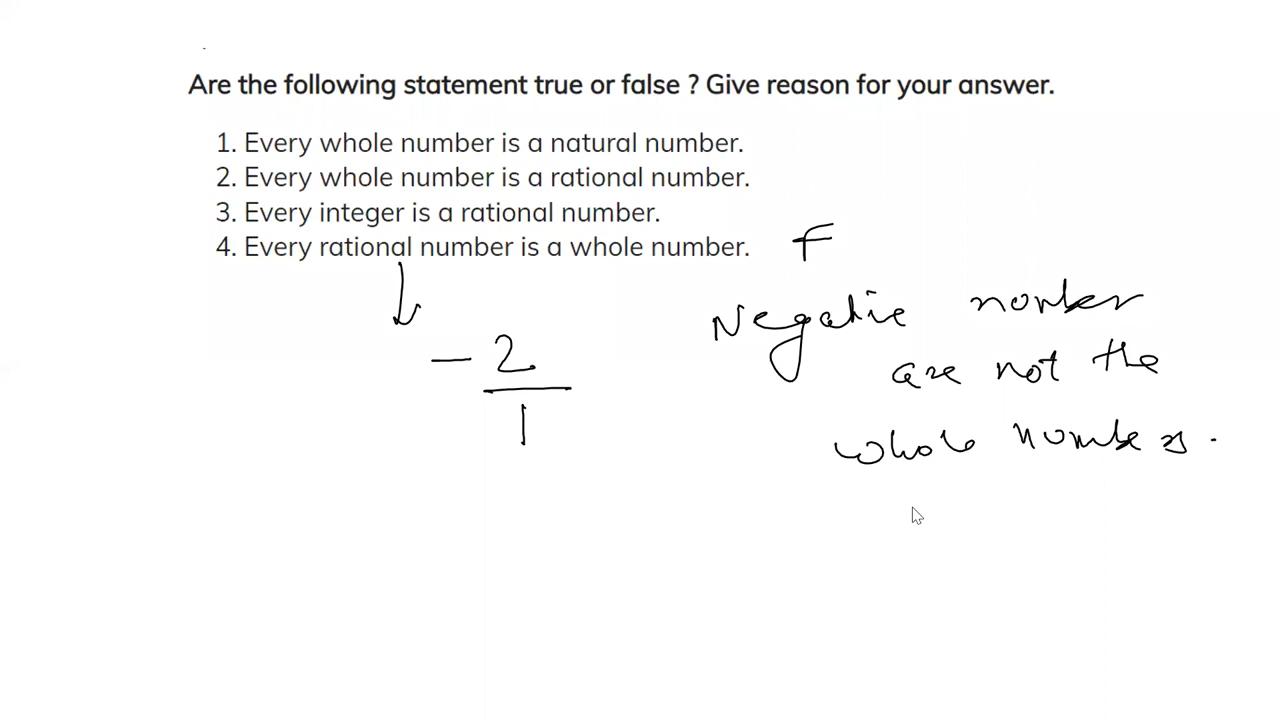 Are the following statement true or false ? Give reason for your answer.
1. Every whole number is a natural number.
2. Every whole number is a rational number.
3. Every integer is a rational number.
4. Every rational number is a whole number. F
Negative number
- 2
are not the
1
whole numbers.